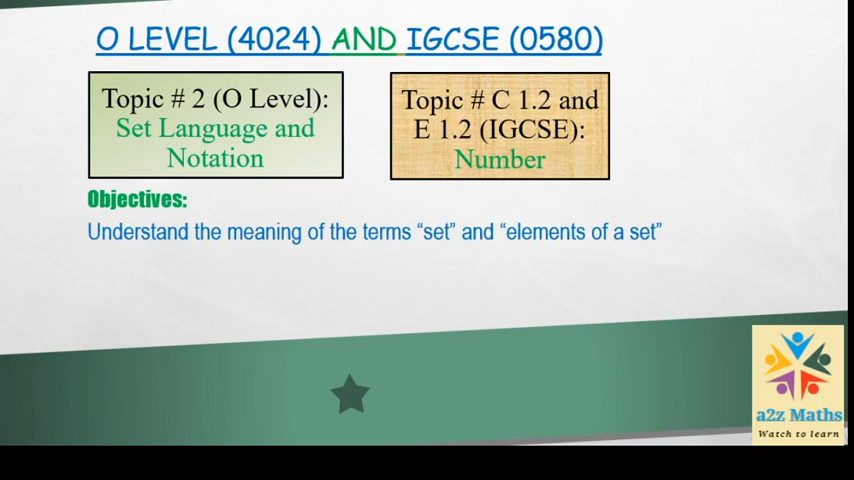 O LEVEL (4024) AND IGCSE (0580)
Topic # 2 (O Level):
Set Language and
Notation
Topic # C 1.2 and
E 1.2 (IGCSE):
Number
Objectives:
Understand the meaning of the terms “set” and “elements of a set”
a2z Maths
Watch to learn